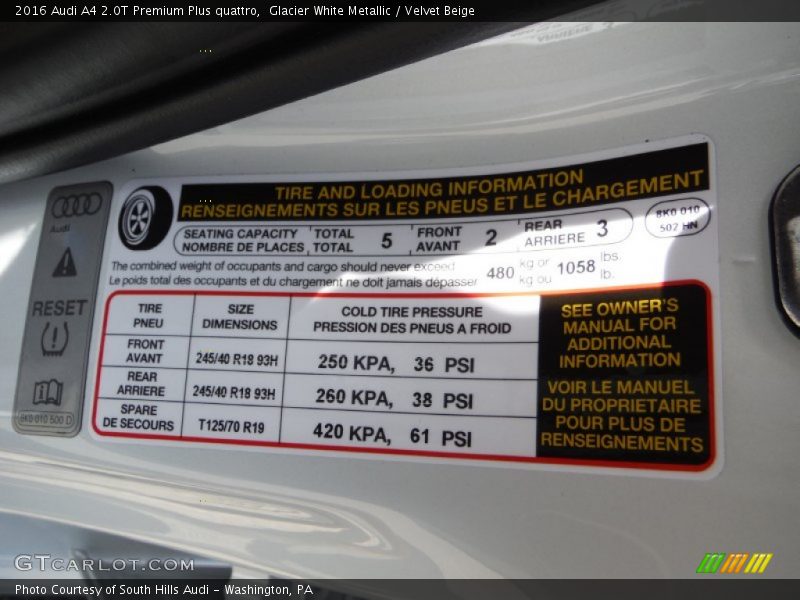 2016 Audi A4 2.0T Premium Plus quattro,  Glacier White Metallic / Velvet Beige
TIRE AND LOADING INFORMATION
RENSEIGNEMENTS SUR LES PNEUS ET LE CHARGEMENT
SEATING CAPACITY TOTAL 5 FRONT 2 REAR 3
NOMBRE DE PLACES TOTAL AVANT ARRIERE
8K0 010
502 HN
The combined weight of occupants and cargo should never exceed 480 kg or 1058 lbs.
Le poids total des occupants et du chargement ne doit jamais dépasser kg ou lb.
TIRE SIZE COLD TIRE PRESSURE
PNEU DIMENSIONS PRESSION DES PNEUS A FROID
FRONT
AVANT 245/40 R18 93H 250 KPA, 36 PSI
REAR
ARRIERE 245/40 R18 93H 260 KPA, 38 PSI
SPARE
DE SECOURS T125/70 R19 420 KPA, 61 PSI
SEE OWNER'S
MANUAL FOR
ADDITIONAL
INFORMATION
VOIR LE MANUEL
DU PROPRIETAIRE
POUR PLUS DE
RENSEIGNEMENTS
Audi
RESET
8K0 010 500 D
GTCARLOT.COM
Photo Courtesy of South Hills Audi - Washington, PA